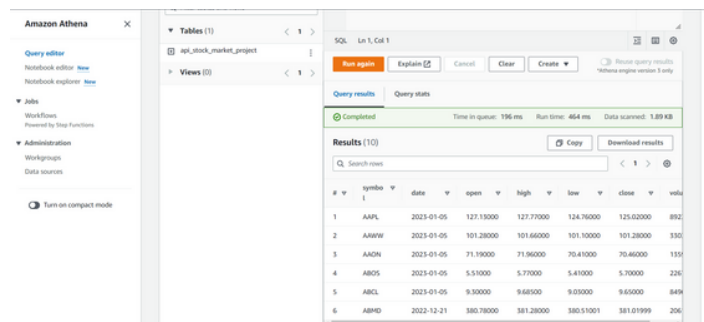 Amazon Athena
Query editor
Notebook editor New
Notebook explorer New
Jobs
Workflows
Powered by Step Functions
Administration
Workgroups
Data sources
Turn on compact mode
Tables (1) < 1 >
api_stock_market_project
Views (0) < 1 >
SQL Ln 1, Col 1
Run again Explain Cancel Clear Create Reuse query results
*Athena engine version 3 only
Query results Query stats
Completed Time in queue: 196 ms Run time: 464 ms Data scanned: 1.89 KB
Results (10) Copy Download results
Search rows < 1 >
# symbol date open high low close
1 AAPL 2023-01-05 127.13000 127.77000 124.76000 125.02000 892
2 AAWW 2023-01-05 101.28000 101.66000 101.10000 101.28000
3 AAON 2023-01-05 71.19000 71.96000 70.41000 70.46000
4 ABOS 2023-01-05 5.51000 5.77000 5.41000 5.70000
5 ABCL 2023-01-05 9.30000 9.68500 9.03000 9.65000
6 ABMD 2022-12-21 380.78000 381.28000 380.51001 381.01999 206